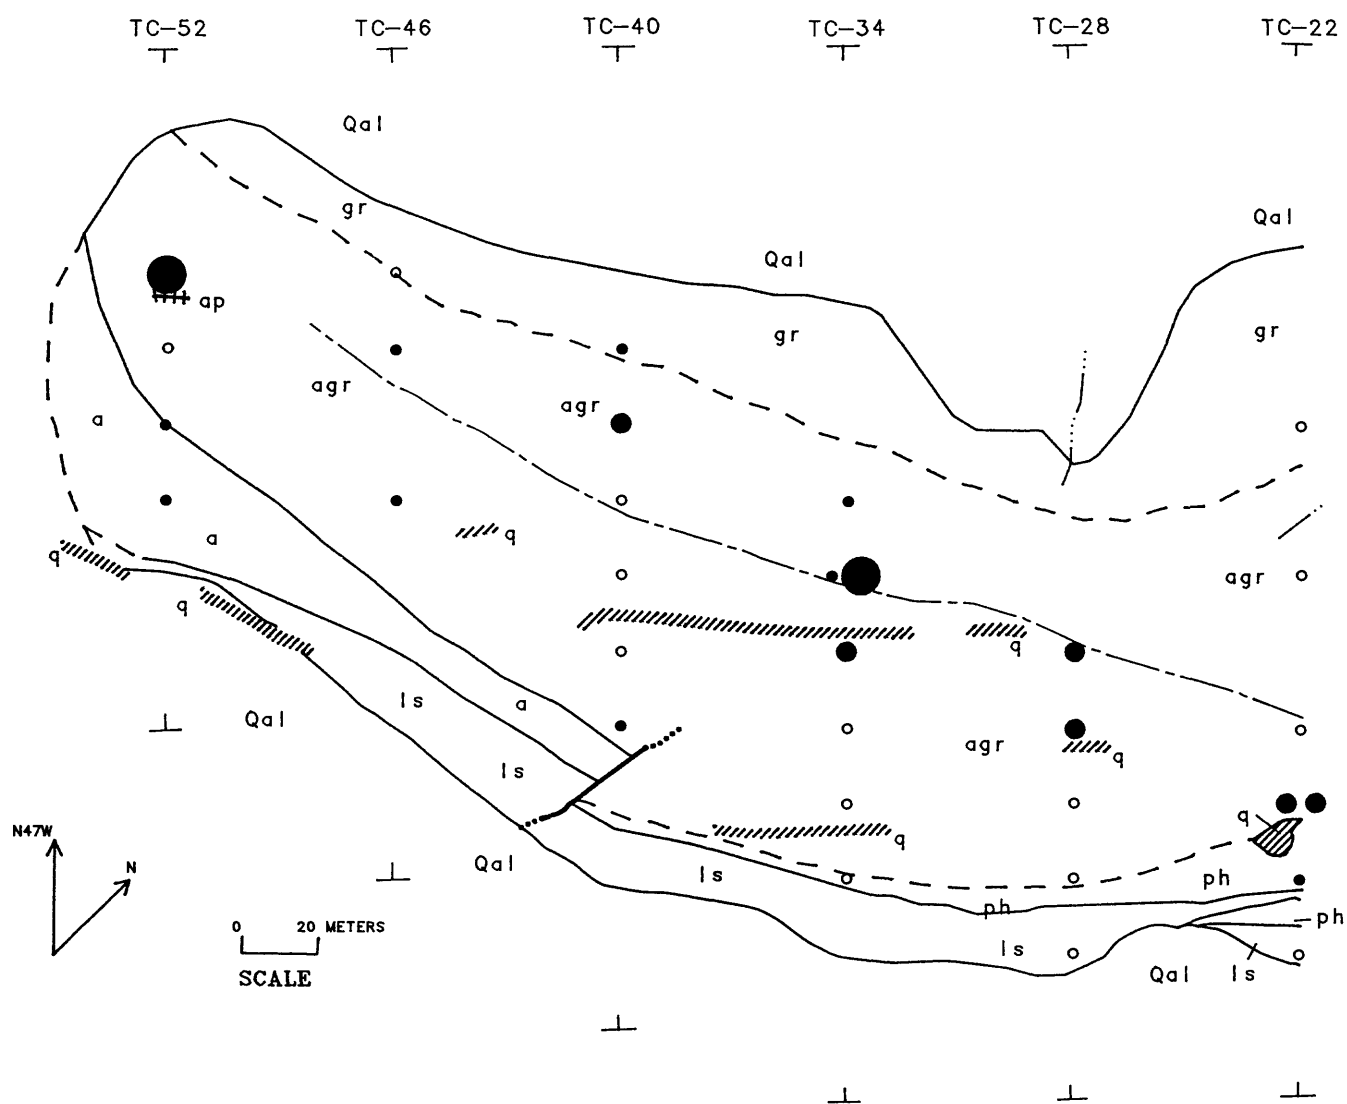 TC-52 TC-46 TC-40 TC-34 TC-28 TC-22
Qal
gr
Qal
Qal
ap
gr
gr
agr
agr
a
q
a
q
agr
q
q
ls
a
Qal
agr
q
ls
q
N47W
N
q
Qal
ls
ph
ph
ph
0 20 METERS
ls
Qal
ls
SCALE